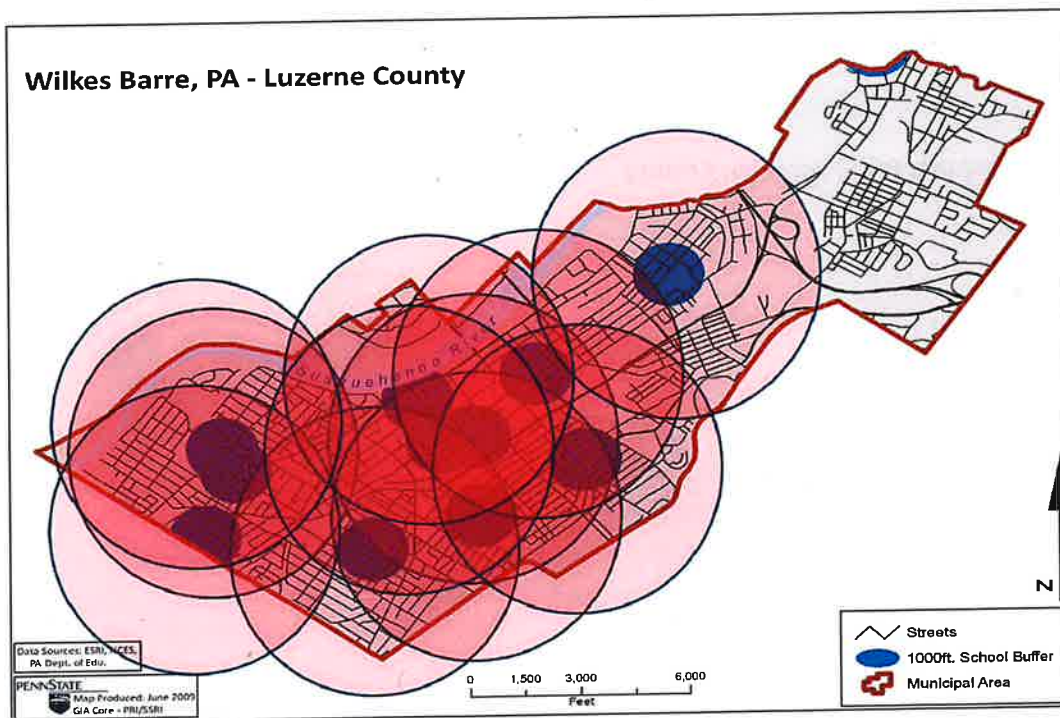 Wilkes Barre, PA - Luzerne County
Susquehanna River
N
Data Sources: ESRI, NCES,
PA Dept. of Edu.
PENNSTATE
Map Produced: June 2009
GIA Core - PRI/SSRI
0 1,500 3,000 6,000
Feet
Streets
1000ft. School Buffer
Municipal Area